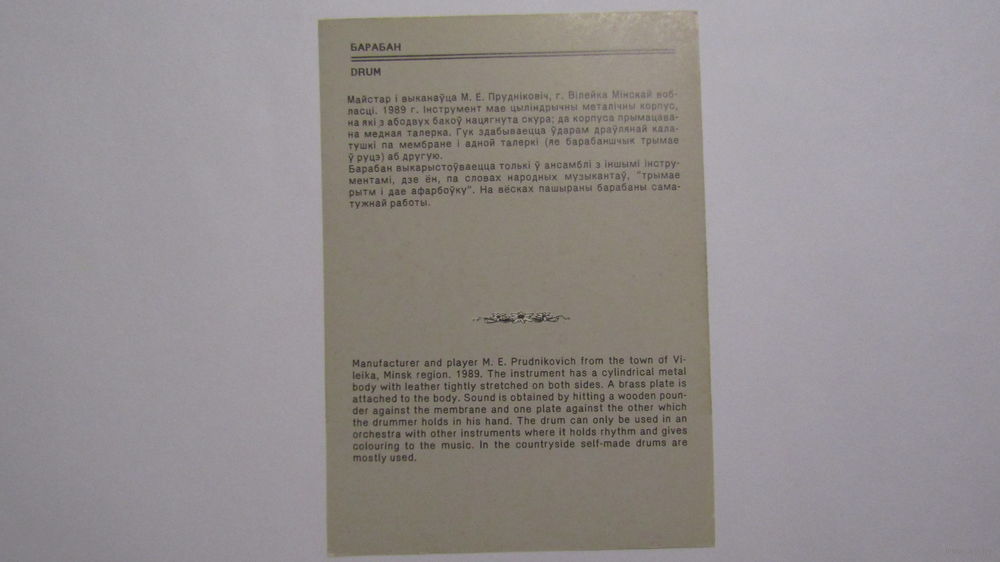 БАРАБАН
DRUM
Майстар і выканаўца М. Е. Прудніковіч, г. Вілейка Мінскай воб-
ласці. 1989 г. Інструмент мае цыліндрычны металічны корпус,
на які з абодвух бакоў нацягнута скура; да корпуса прымацава-
на медная талерка. Гук здабываецца ўдарам драўлянай кала-
тушкі па мембране і адной талеркі (яе барабаншчык трымае
ў руцэ) аб другую.
Барабан выкарыстоўваецца толькі ў ансамблі з іншымі інстру-
ментамі, дзе ён, па словах народных музыкантаў, "трымае
рытм і дае афарбоўку". На вёсках пашыраны барабаны сама-
тужнай работы.
Manufacturer and player M. E. Prudnikovich from the town of Vi-
leika, Minsk region. 1989. The instrument has a cylindrical metal
body with leather tightly stretched on both sides. A brass plate is
attached to the body. Sound is obtained by hitting a wooden poun-
der against the membrane and one plate against the other which
the drummer holds in his hand. The drum can only be used in an
orchestra with other instruments where it holds rhythm and gives
colouring to the music. In the countryside self-made drums are
mostly used.